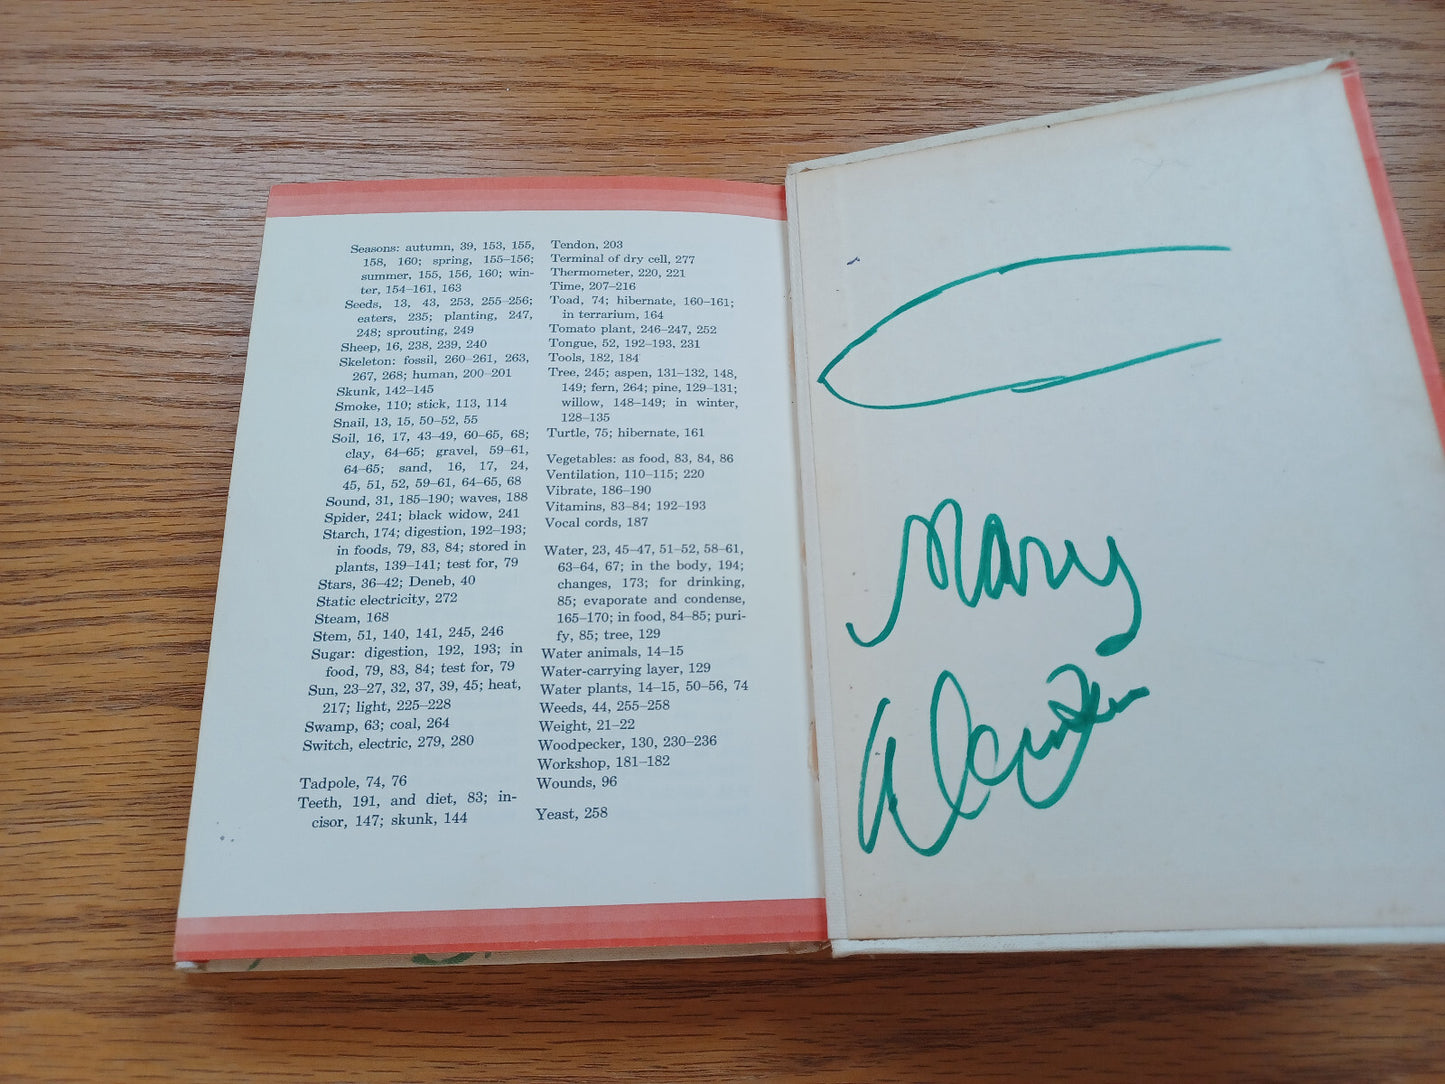 Seasons: autumn, 39, 153, 155,
158, 160; spring, 155–156;
summer, 155, 156, 160; win-
ter, 154–161, 163
Seeds, 13, 43, 253, 255–256;
eaters, 235; planting, 247,
248; sprouting, 249
Sheep, 16, 238, 239, 240
Skeleton: fossil, 260–261, 263,
267, 268; human, 200–201
Skunk, 142–145
Smoke, 110; stick, 113, 114
Snail, 13, 15, 50–52, 55
Soil, 16, 17, 43–49, 60–65, 68;
clay, 64–65; gravel, 59–61,
64–65; sand, 16, 17, 24,
45, 51, 52, 59–61, 64–65, 68
Sound, 31, 185–190; waves, 188
Spider, 241; black widow, 241
Starch, 174; digestion, 192–193;
in foods, 79, 83, 84; stored in
plants, 139–141; test for, 79
Stars, 36–42; Deneb, 40
Static electricity, 272
Steam, 168
Stem, 51, 140, 141, 245, 246
Sugar: digestion, 192, 193; in
food, 79, 83, 84; test for, 79
Sun, 23–27, 32, 37, 39, 45; heat,
217; light, 225–228
Swamp, 63; coal, 264
Switch, electric, 279, 280
Tadpole, 74, 76
Teeth, 191, and diet, 83; in-
cisor, 147; skunk, 144
Tendon, 203
Terminal of dry cell, 277
Thermometer, 220, 221
Time, 207–216
Toad, 74; hibernate, 160–161;
in terrarium, 164
Tomato plant, 246–247, 252
Tongue, 52, 192–193, 231
Tools, 182, 184
Tree, 245; aspen, 131–132, 148,
149; fern, 264; pine, 129–131;
willow, 148–149; in winter,
128–135
Turtle, 75; hibernate, 161
Vegetables: as food, 83, 84, 86
Ventilation, 110–115; 220
Vibrate, 186–190
Vitamins, 83–84; 192–193
Vocal cords, 187
Water, 23, 45–47, 51–52, 58–61,
63–64, 67; in the body, 194;
changes, 173; for drinking,
85; evaporate and condense,
165–170; in food, 84–85; puri-
fy, 85; tree, 129
Water animals, 14–15
Water-carrying layer, 129
Water plants, 14–15, 50–56, 74
Weeds, 44, 255–258
Weight, 21–22
Woodpecker, 130, 230–236
Workshop, 181–182
Wounds, 96
Yeast, 258
Mary